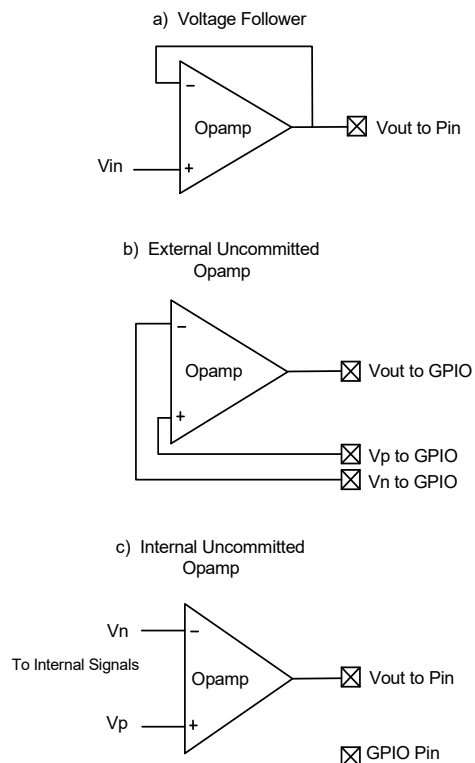 a) Voltage Follower
−
Opamp
Vout to Pin
Vin
+
b) External Uncommitted
Opamp
−
Opamp
Vout to GPIO
+
Vp to GPIO
Vn to GPIO
c) Internal Uncommitted
Opamp
Vn
−
To Internal Signals
Opamp
Vout to Pin
Vp
+
GPIO Pin